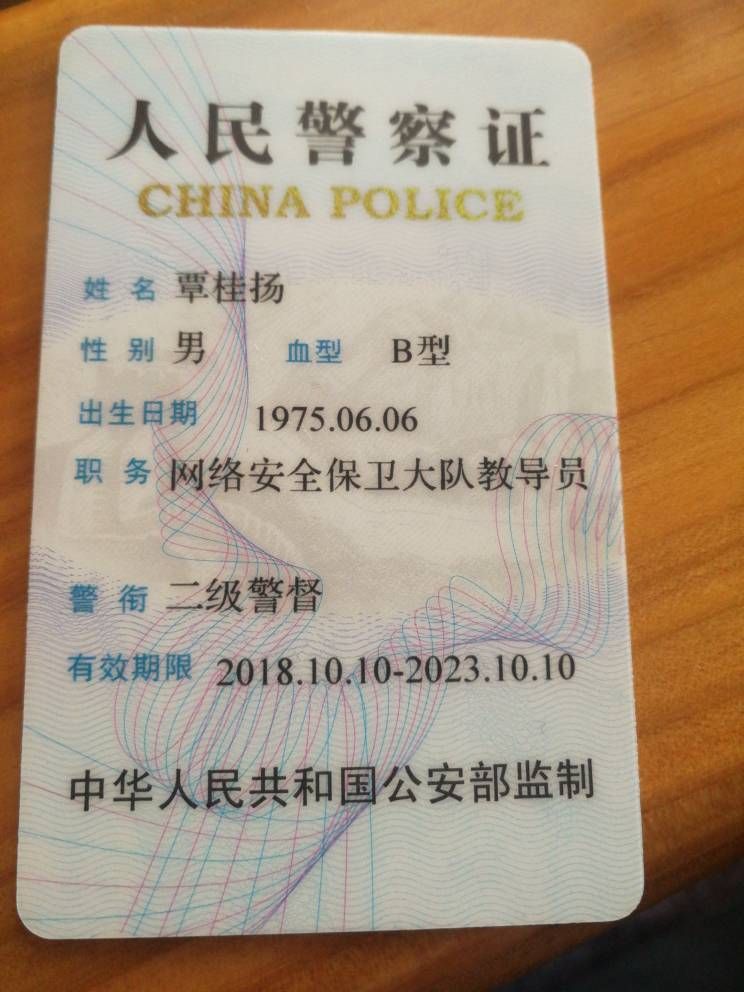 人民警察证
CHINA POLICE
姓名 覃桂扬
性别 男 血型 B型
出生日期 1975.06.06
职务 网络安全保卫大队教导员
警衔 二级警督
有效期限 2018.10.10-2023.10.10
中华人民共和国公安部监制